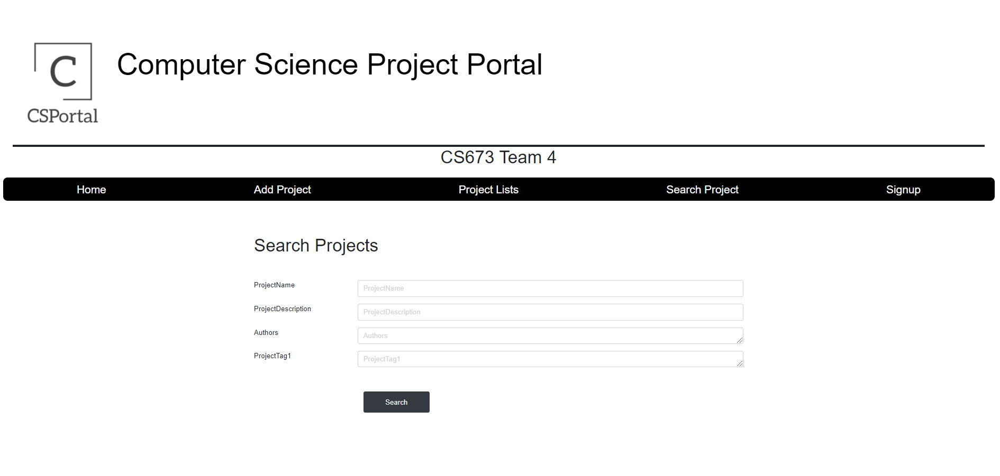 C
CSPortal
Computer Science Project Portal
CS673 Team 4
Home Add Project Project Lists Search Project Signup
Search Projects
ProjectName ProjectName
ProjectDescription ProjectDescription
Authors Authors
ProjectTag1 ProjectTag1
Search